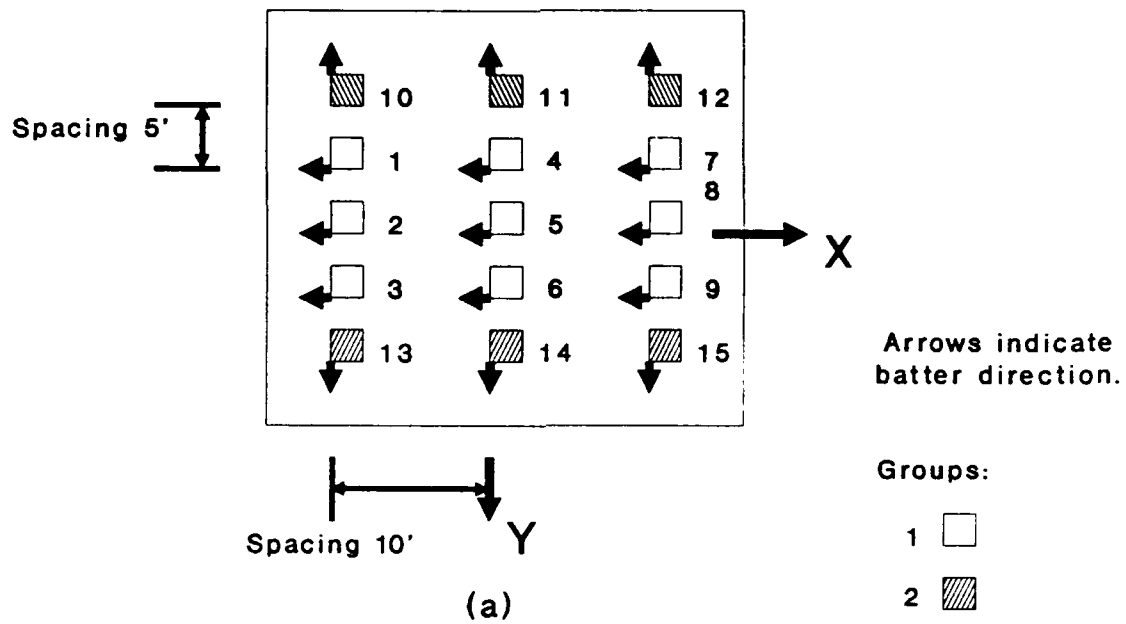 10 11 12
Spacing 5'
1 4 7
8
2 5
X
3 6 9
13 14 15
Arrows indicate
batter direction.
Groups:
Spacing 10' Y
1
(a)
2